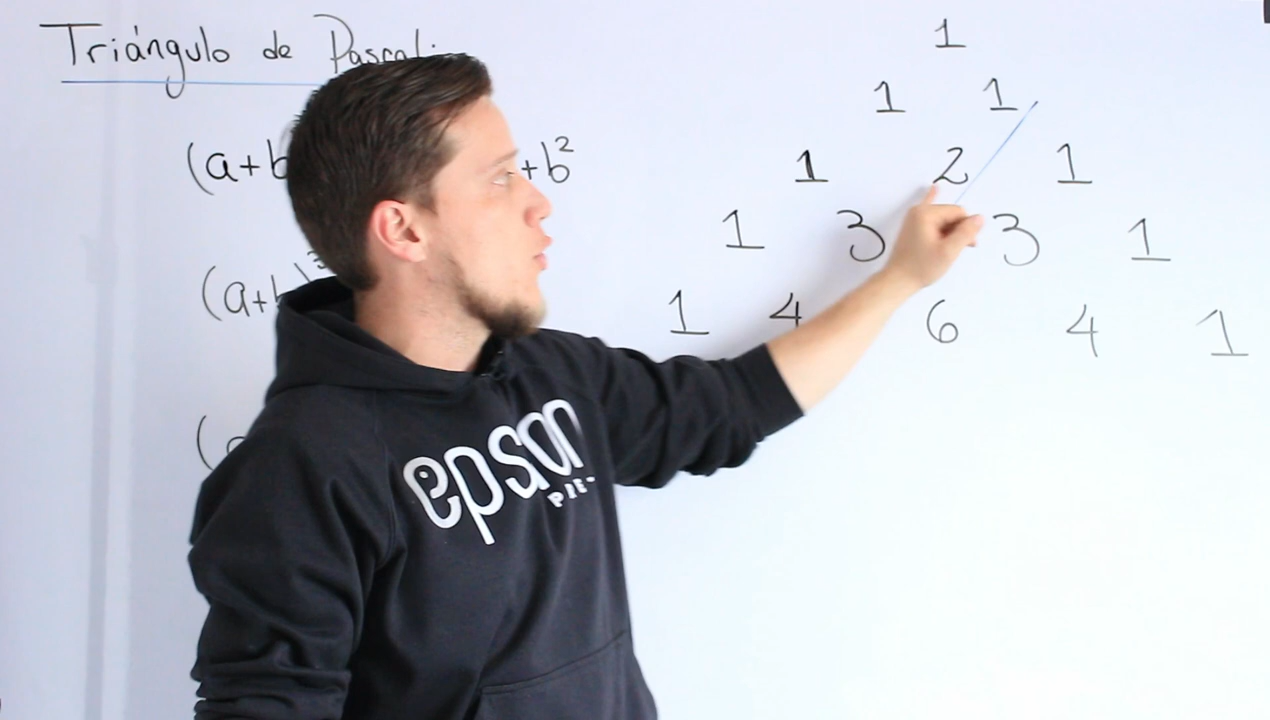 Triángulo de Pascal:
1
1 1
(a+b +b²
1 2 1
1 3 3 1
(a+b)³
1 4 6 4 1
(a
epson